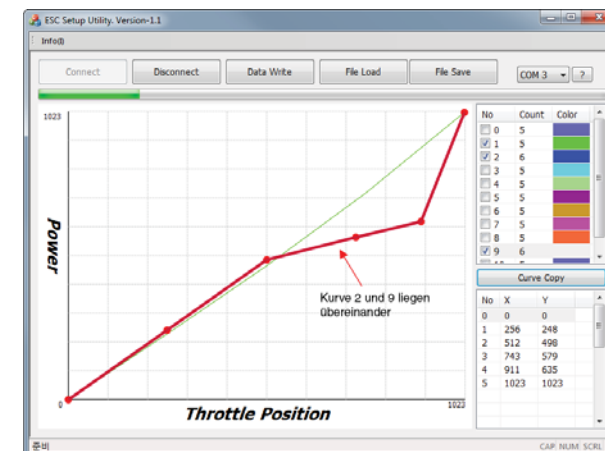 ESC Setup Utility. Version-1.1
Info(I)
Connect Disconnect Data Write File Load File Save COM 3 ?
1023
Power
Kurve 2 und 9 liegen
übereinander
0
1023
Throttle Position
No Count Color
0 5
1 5
2 6
3 5
4 5
5 5
6 5
7 5
8 5
9 6
Curve Copy
No X Y
0 0 0
1 256 248
2 512 498
3 743 579
4 911 635
5 1023 1023
준비
CAP NUM SCRL